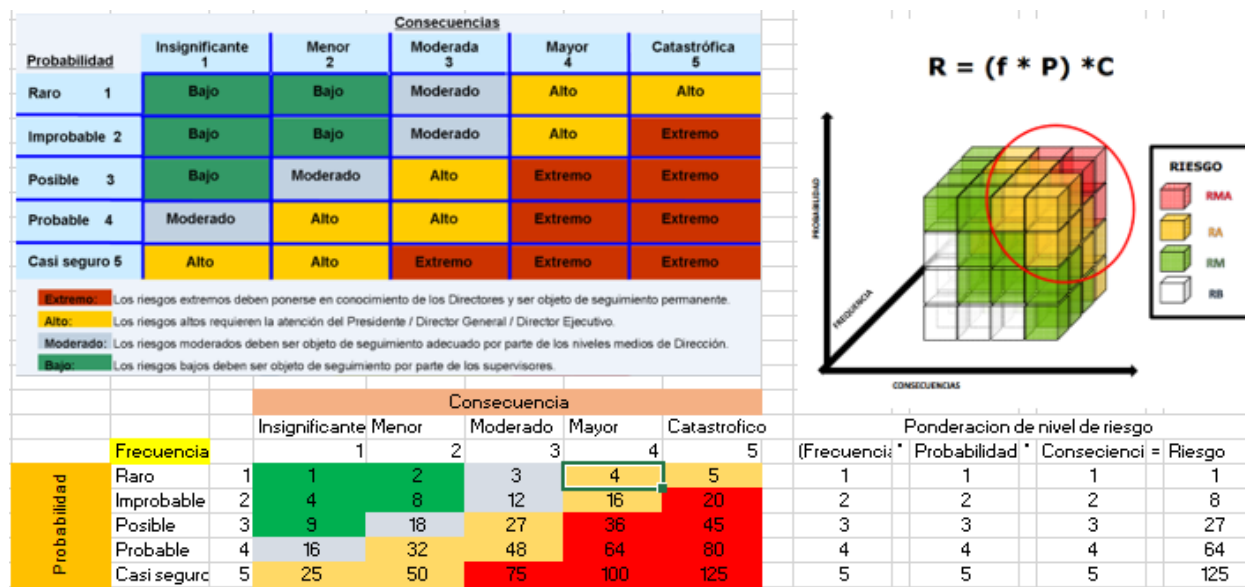 Consecuencias
Probabilidad
Insignificante 1
Menor 2
Moderada 3
Mayor 4
Catastrófica 5
Raro 1 Bajo Bajo Moderado Alto Alto
Improbable 2 Bajo Bajo Moderado Alto Extremo
Posible 3 Bajo Moderado Alto Extremo Extremo
Probable 4 Moderado Alto Alto Extremo Extremo
Casi seguro 5 Alto Alto Extremo Extremo Extremo
Extremo: Los riesgos extremos deben ponerse en conocimiento de los Directores y ser objeto de seguimiento permanente.
Alto: Los riesgos altos requieren la atención del Presidente / Director General / Director Ejecutivo.
Moderado: Los riesgos moderados deben ser objeto de seguimiento adecuado por parte de los niveles medios de Dirección.
Bajo: Los riesgos bajos deben ser objeto de seguimiento por parte de los supervisores.
R = (f * P) *C
PROBABILIDAD
FREQUENCIA
CONSECUENCIAS
RIESGO
RMA
RA
RM
RB
Consecuencia
Insignificante Menor Moderado Mayor Catastrofico
Frecuencia 1 2 3 4 5
Probabilidad
Raro 1 1 2 3 4 5
Improbable 2 4 8 12 16 20
Posible 3 9 18 27 36 45
Probable 4 16 32 48 64 80
Casi segurc 5 25 50 75 100 125
Ponderacion de nivel de riesgo
(Frecuenci * Probabilidad * Consecienci = Riesgo
1 1 1 1
2 2 2 8
3 3 3 27
4 4 4 64
5 5 5 125